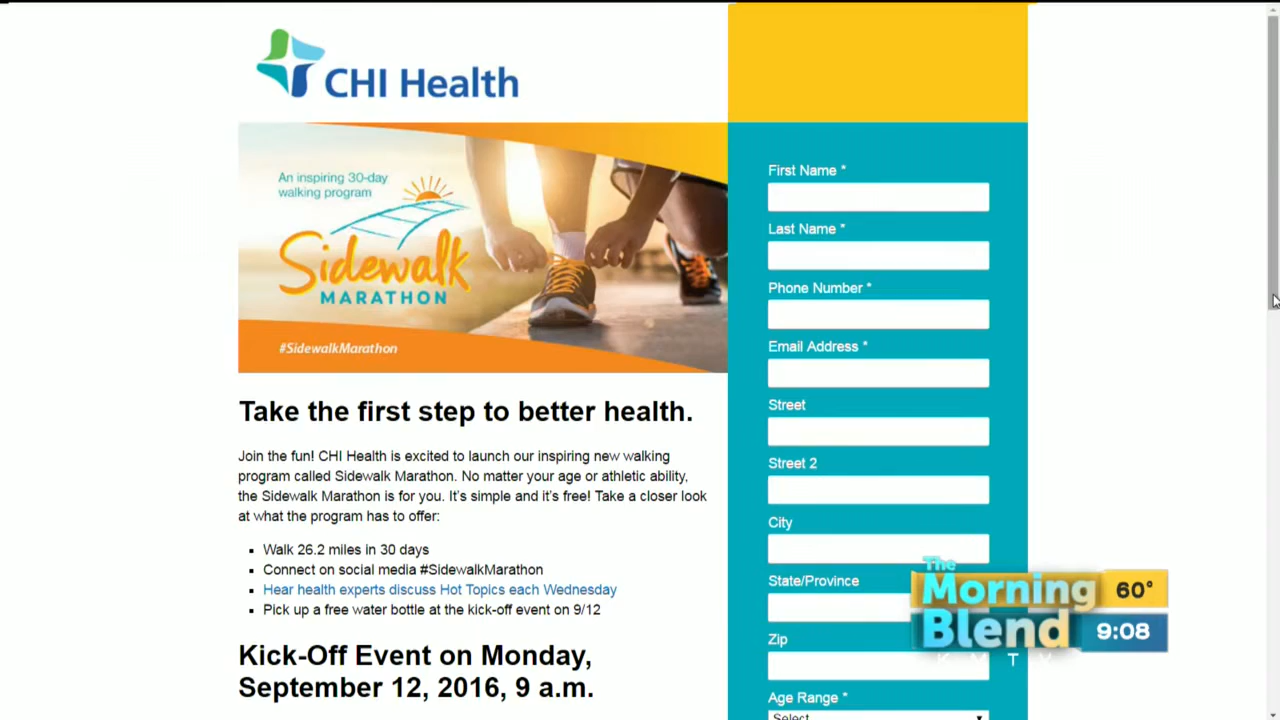 CHI Health
An inspiring 30-day
walking program
Sidewalk
MARATHON
#SidewalkMarathon
Take the first step to better health.
Join the fun! CHI Health is excited to launch our inspiring new walking
program called Sidewalk Marathon. No matter your age or athletic ability,
the Sidewalk Marathon is for you. It's simple and it's free! Take a closer look
at what the program has to offer:
Walk 26.2 miles in 30 days
Connect on social media #SidewalkMarathon
Hear health experts discuss Hot Topics each Wednesday
Pick up a free water bottle at the kick-off event on 9/12
Kick-Off Event on Monday,
September 12, 2016, 9 a.m.
First Name *
Last Name *
Phone Number *
Email Address *
Street
Street 2
City
State/Province
Zip
Age Range *
Select
The
Morning
Blend
KMTV
60°
9:08